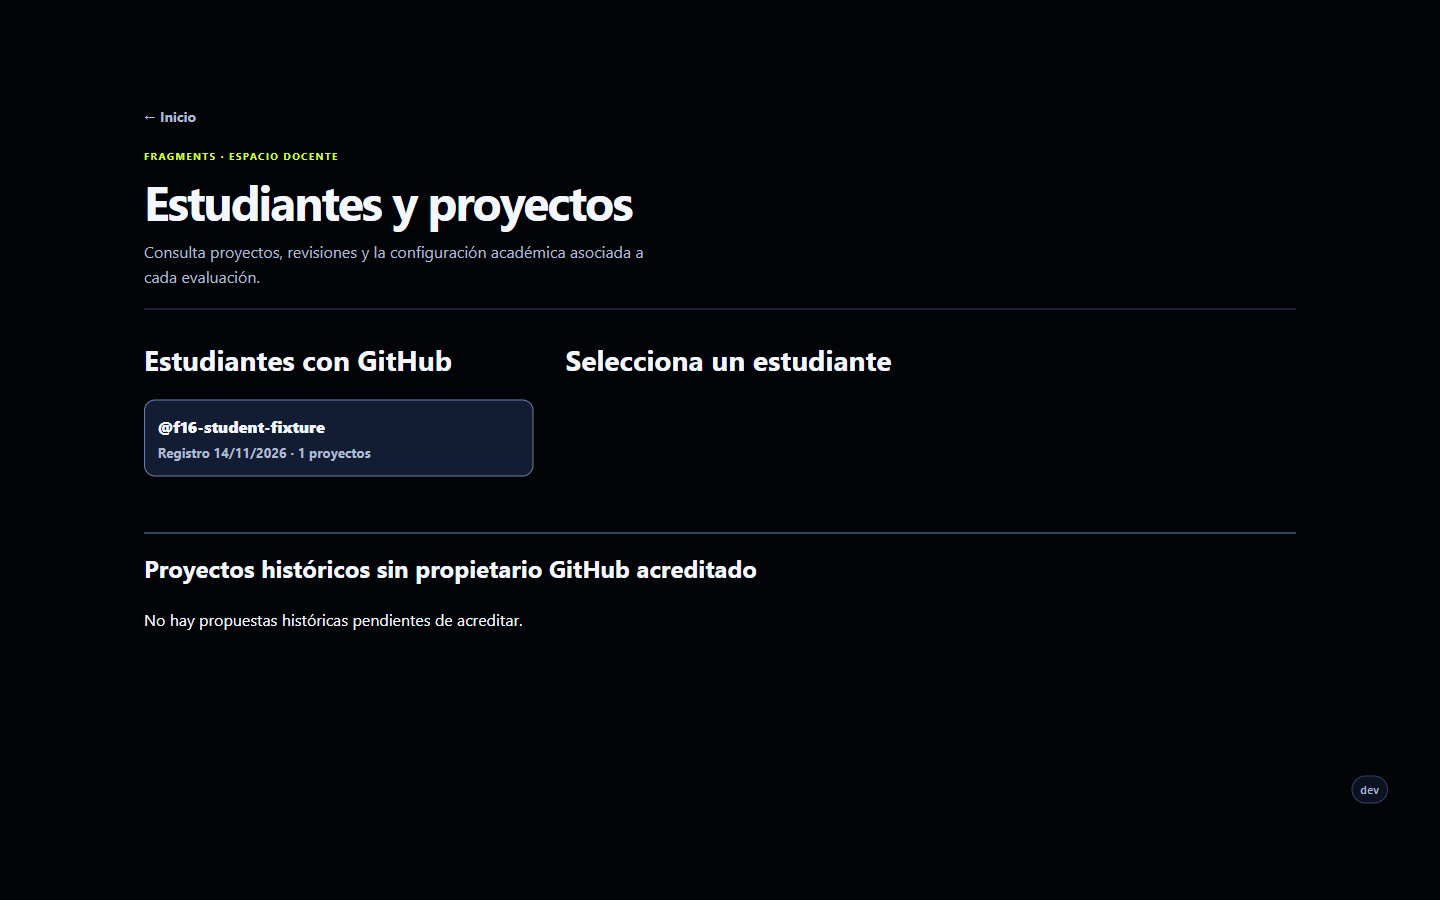 ← Inicio
FRAGMENTS · ESPACIO DOCENTE
Estudiantes y proyectos
Consulta proyectos, revisiones y la configuración académica asociada a
cada evaluación.
Estudiantes con GitHub
@f16-student-fixture
Registro 14/11/2026 · 1 proyectos
Selecciona un estudiante
Proyectos históricos sin propietario GitHub acreditado
No hay propuestas históricas pendientes de acreditar.
dev